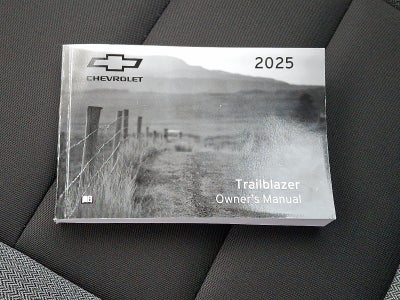 2025
CHEVROLET
Trailblazer
Owner's Manual